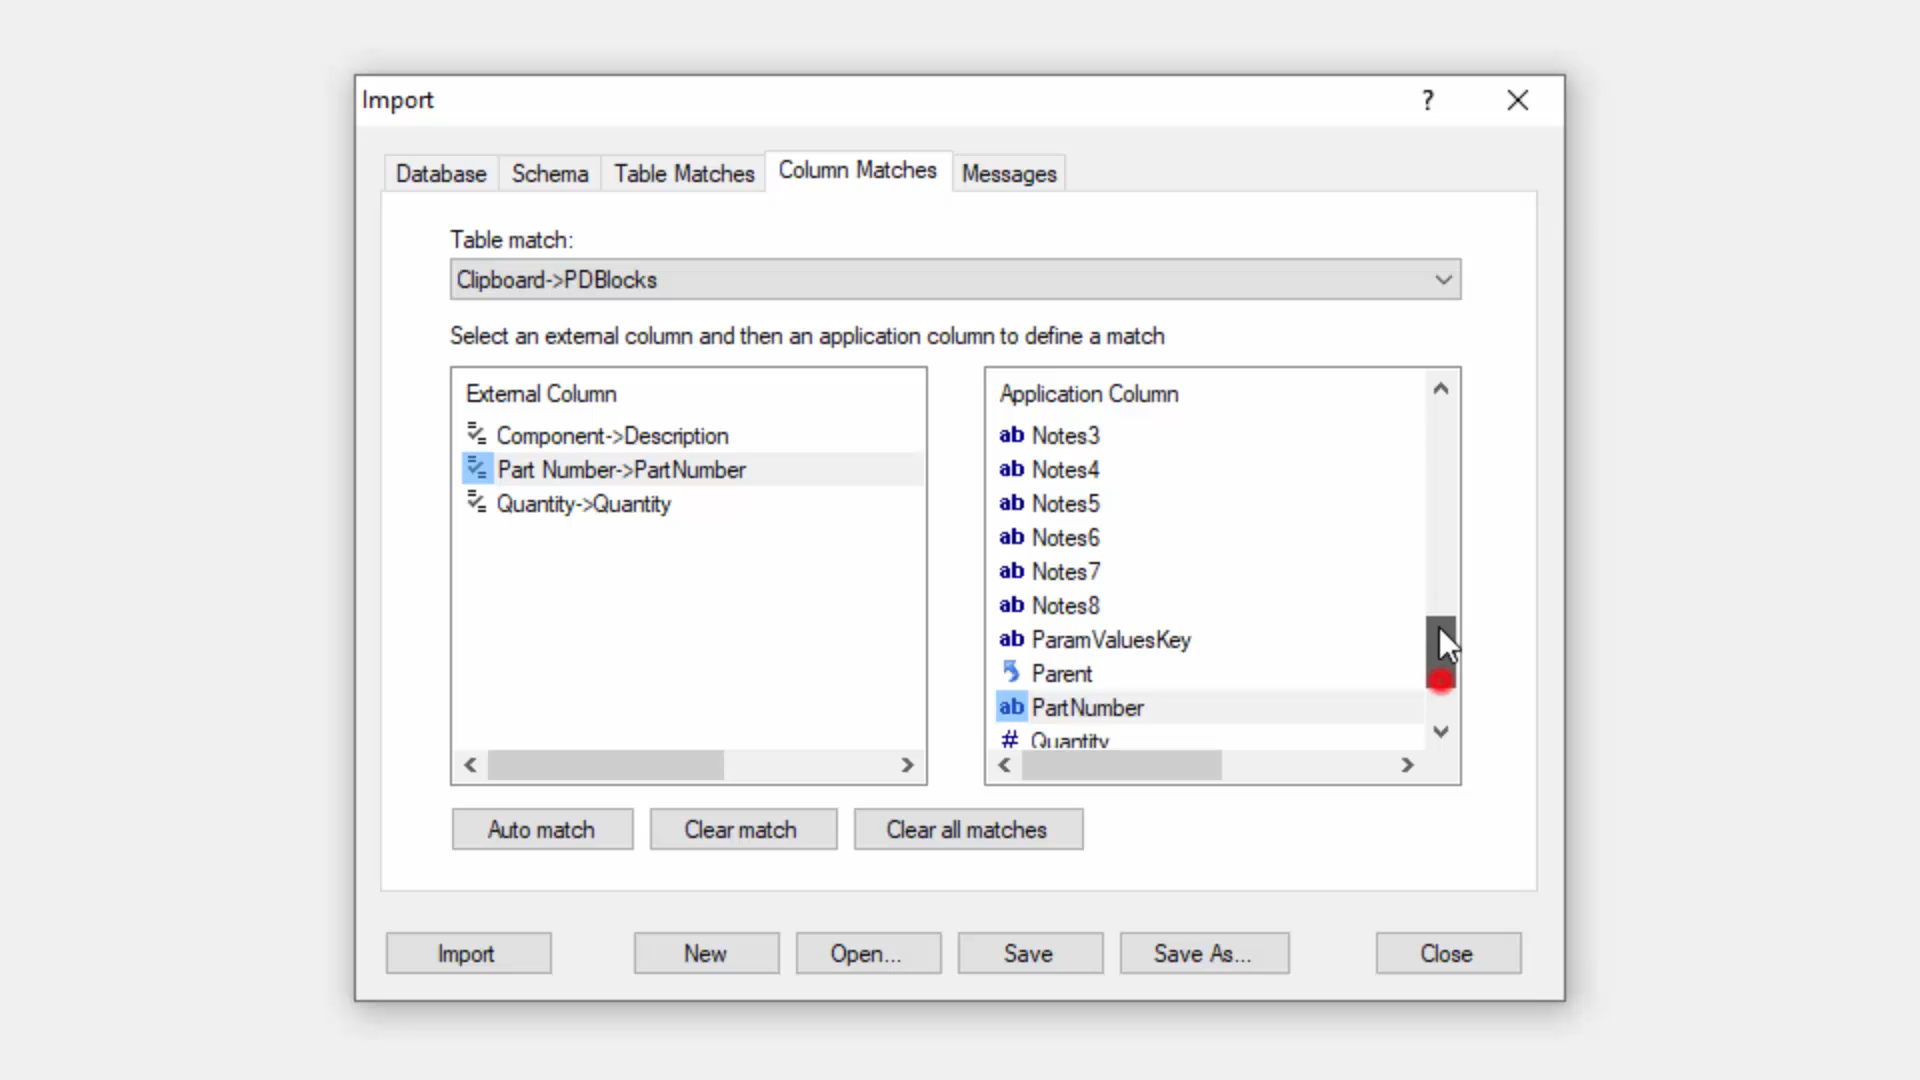 Import
?
Database Schema Table Matches Column Matches Messages
Table match:
Clipboard->PDBlocks
Select an external column and then an application column to define a match
External Column
Component->Description
Part Number->PartNumber
Quantity->Quantity
Application Column
ab Notes3
ab Notes4
ab Notes5
ab Notes6
ab Notes7
ab Notes8
ab ParamValuesKey
Parent
ab PartNumber
# Quantity
Auto match Clear match Clear all matches
Import New Open... Save Save As... Close